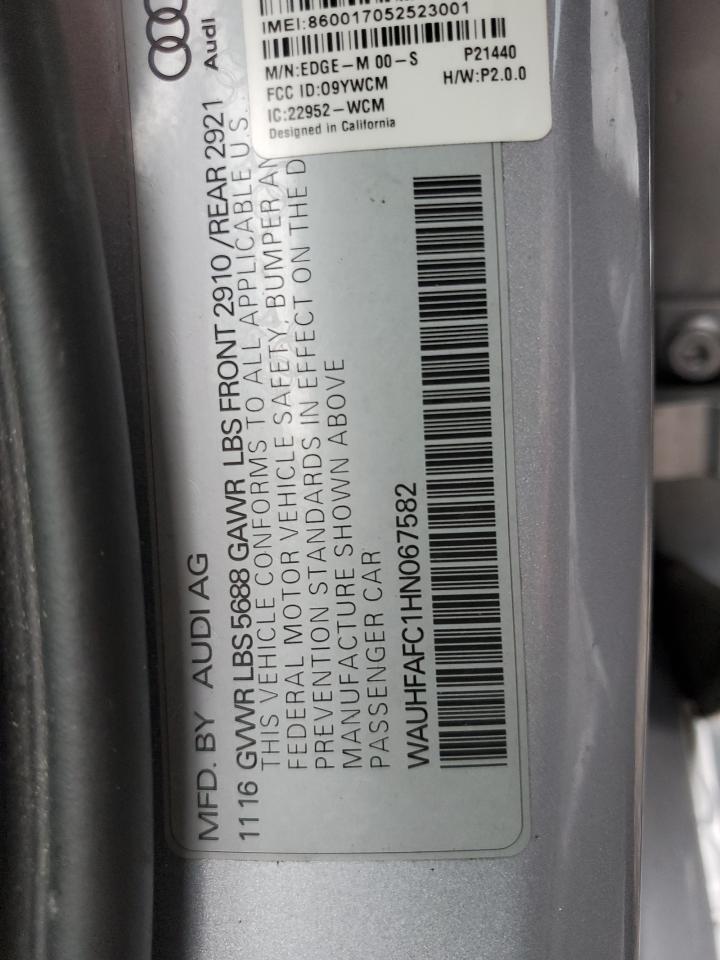 IMEI:860017052523001
M/N:EDGE-M 00-S P21440
FCC ID:O9YWCM H/W:P2.0.0
IC:22952-WCM
Designed in California
Audi
MFD. BY AUDI AG
11 16 GVWR LBS 5688 GAWR LBS FRONT 2910 /REAR 2921
THIS VEHICLE CONFORMS TO ALL APPLICABLE U.S.
FEDERAL MOTOR VEHICLE SAFETY, BUMPER AN
PREVENTION STANDARDS IN EFFECT ON THE D
MANUFACTURE SHOWN ABOVE
PASSENGER CAR
WAUHFAFC1HN067582